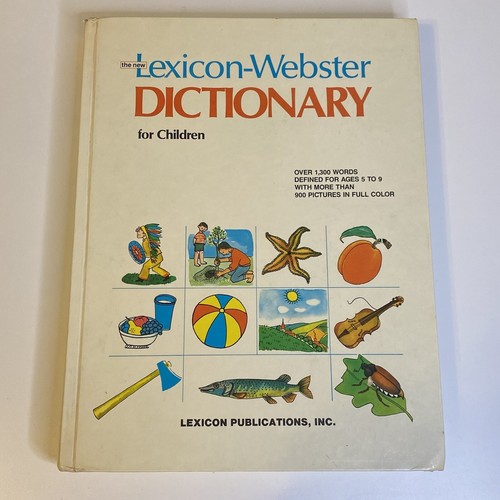 the new
Lexicon-Webster
DICTIONARY
for Children
OVER 1,300 WORDS
DEFINED FOR AGES 5 TO 9
WITH MORE THAN
900 PICTURES IN FULL COLOR
LEXICON PUBLICATIONS, INC.